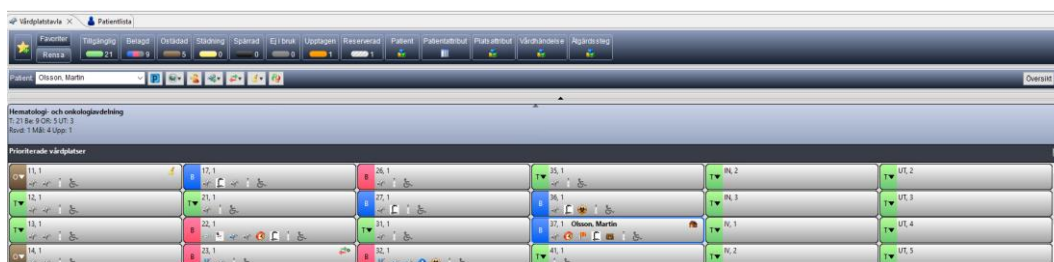 Vårdplatstavla Patientlista
Favoriter Tillgänglig Belagd Ostädad Städning Spärrad Ej i bruk Upptagen Reserverad Patient Patientattribut Platsattribut Vårdhändelse Åtgärdssteg
Rensa 21 9 5 0 0 0 1 1
Patient Olsson, Martin Översikt
Hematologi- och onkologiavdelning
T: 21 Be: 9 OR: 5 UT: 3
Rsvd: 1 Mål: 4 Upp: 1
Prioriterade vårdplatser
O 11, 1 B 17, 1 B 26, 1 T 35, 1 T IN, 2 T UT, 2
T 12, 1 T 21, 1 B 27, 1 B 36, 1 T IN, 3 T UT, 3
T 13, 1 B 22, 1 T 31, 1 B 37, 1 Olsson, Martin T IV, 1 T UT, 4
O 14, 1 B 23, 1 B 32, 1 T 41, 1 T IV, 2 T UT, 5